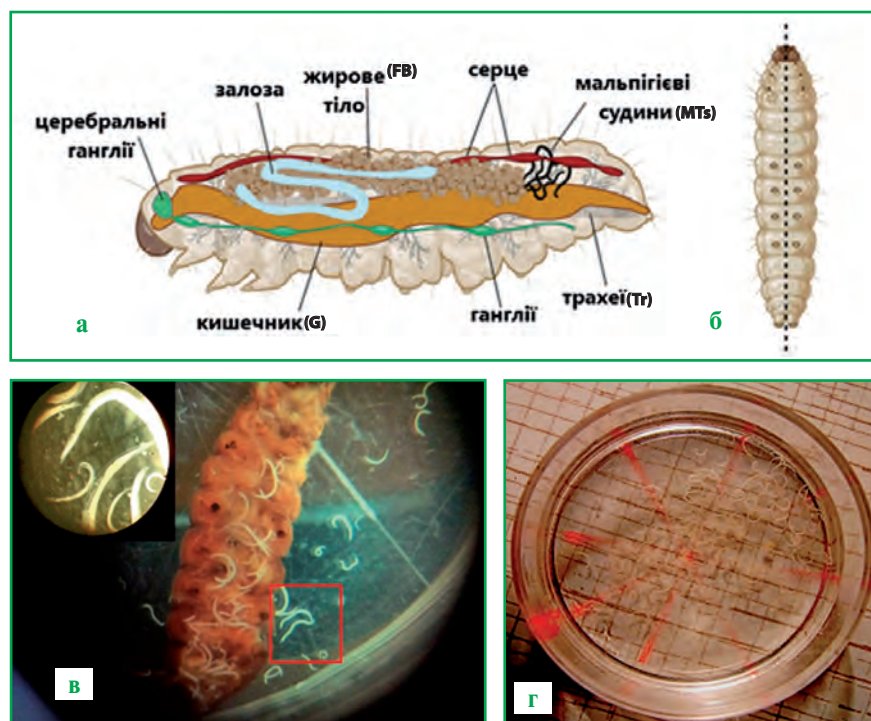 жирове (FB)
тіло
залоза
серце
мальпігієві
судини (MTs)
церебральні
ганглії
трахеї (Tr)
ганглії
кишечник (G)
а
б
в
г